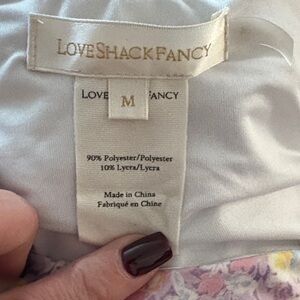 LOVESHACKFANCY
LOVE FANCY
M
90% Polyester/Polyester
10% Lycra/Lycra
Made in China
Fabriqué en Chine